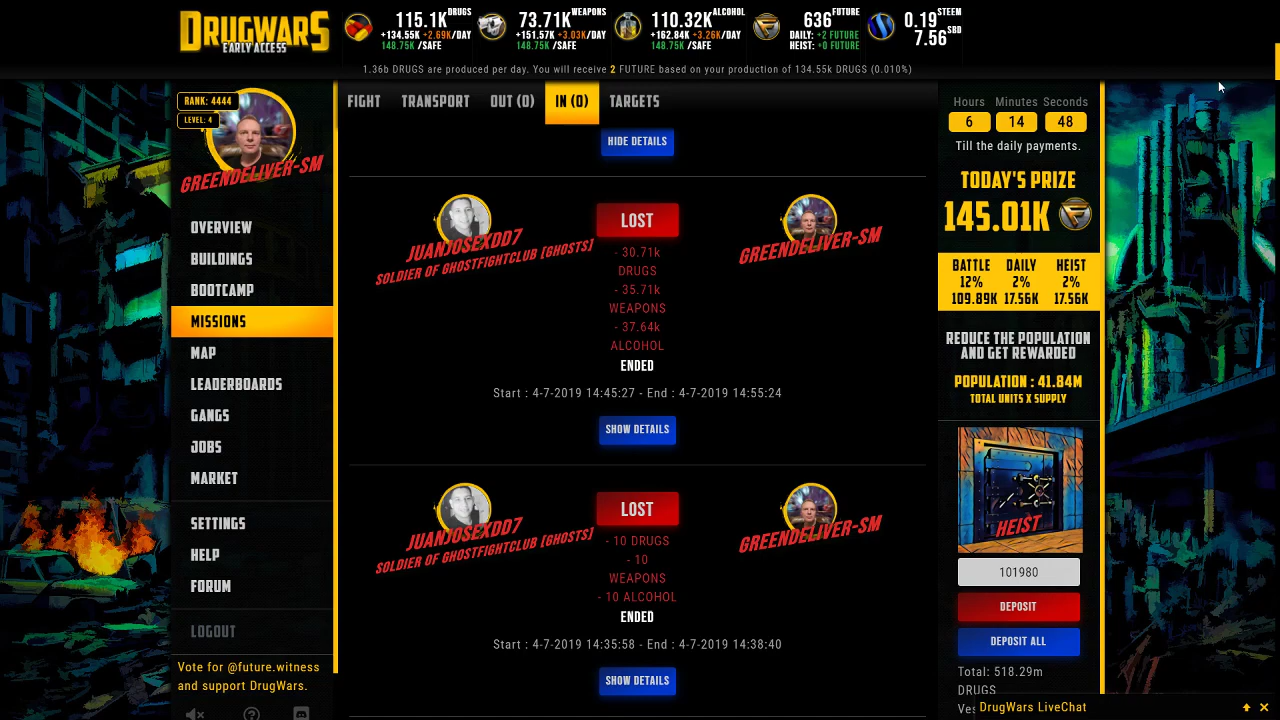 DRUGWARS
EARLY ACCESS
115.1K DRUGS
+134.55K +2.69K/DAY
148.75K /SAFE
73.71K WEAPONS
+151.57K +3.03K/DAY
148.75K /SAFE
110.32K ALCOHOL
+162.84K +3.26K/DAY
148.75K /SAFE
636 FUTURE
DAILY: +2 FUTURE
HEIST: +0 FUTURE
0.19 STEEM
7.56 SBD
1.36b DRUGS are produced per day. You will receive 2 FUTURE based on your production of 134.55k DRUGS (0.010%)
RANK: 4444
LEVEL: 4
GREENDELIVER-SM
OVERVIEW
BUILDINGS
BOOTCAMP
MISSIONS
MAP
LEADERBOARDS
GANGS
JOBS
MARKET
SETTINGS
HELP
FORUM
LOGOUT
Vote for @future.witness
and support DrugWars.
FIGHT TRANSPORT OUT (0) IN (0) TARGETS
HIDE DETAILS
JUANJOSEXDD7
SOLDIER OF GHOSTFIGHTCLUB [GHOSTS]
LOST
- 30.71k
DRUGS
- 35.71k
WEAPONS
- 37.64k
ALCOHOL
ENDED
GREENDELIVER-SM
Start : 4-7-2019 14:45:27 - End : 4-7-2019 14:55:24
SHOW DETAILS
JUANJOSEXDD7
SOLDIER OF GHOSTFIGHTCLUB [GHOSTS]
LOST
- 10 DRUGS
- 10
WEAPONS
- 10 ALCOHOL
ENDED
GREENDELIVER-SM
Start : 4-7-2019 14:35:58 - End : 4-7-2019 14:38:40
SHOW DETAILS
Hours Minutes Seconds
6 14 48
Till the daily payments.
TODAY'S PRIZE
145.01K
BATTLE DAILY HEIST
12% 2% 2%
109.89K 17.56K 17.56K
REDUCE THE POPULATION
AND GET REWARDED
POPULATION : 41.84M
TOTAL UNITS X SUPPLY
HEIST
101980
DEPOSIT
DEPOSIT ALL
Total: 518.29m
DRUGS
DrugWars LiveChat